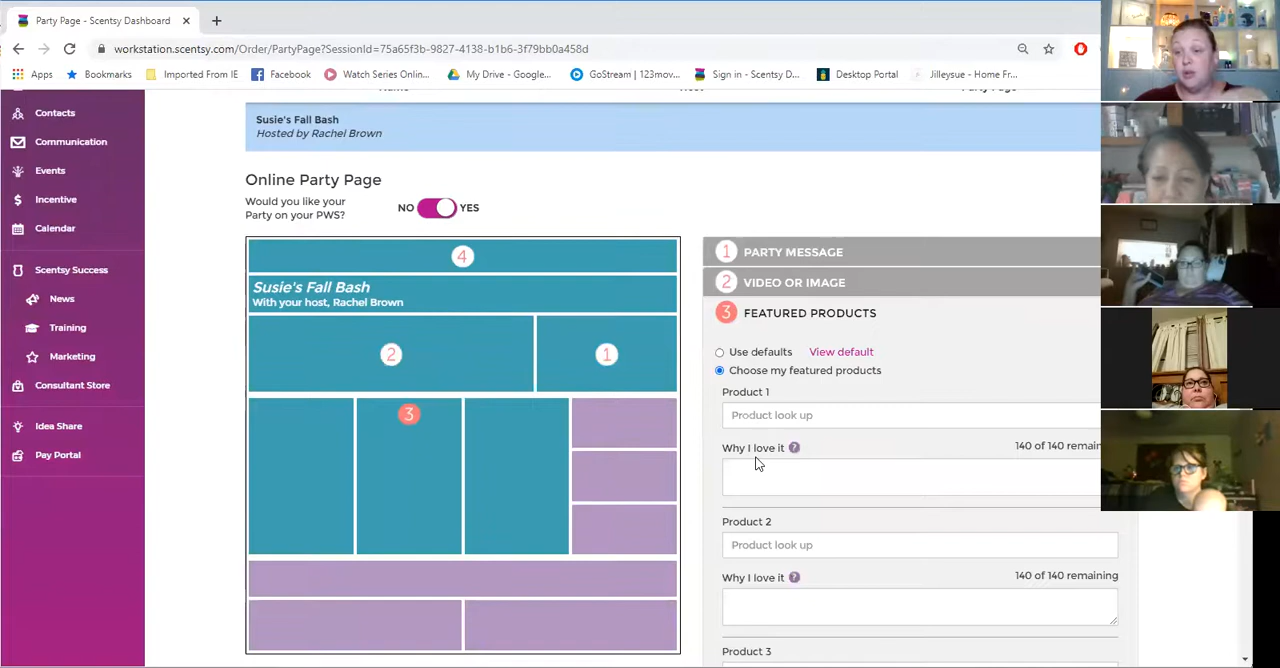 Party Page - Scentsy Dashboard
workstation.scentsy.com/Order/PartyPage?SessionId=75a65f3b-9827-4138-b1b6-3f79bb0a458d
Apps Bookmarks Imported From IE Facebook Watch Series Onlin... My Drive - Google... GoStream | 123mov... Sign in - Scentsy D... Desktop Portal Jilleysue - Home Fr...
Contacts
Communication
Events
Incentive
Calendar
Scentsy Success
News
Training
Marketing
Consultant Store
Idea Share
Pay Portal
Susie's Fall Bash
Hosted by Rachel Brown
Online Party Page
Would you like your
Party on your PWS?
NO YES
4
Susie's Fall Bash
With your host, Rachel Brown
2 1
3
1 PARTY MESSAGE
2 VIDEO OR IMAGE
3 FEATURED PRODUCTS
Use defaults View default
Choose my featured products
Product 1
Product look up
Why I love it ? 140 of 140 remain
Product 2
Product look up
Why I love it ? 140 of 140 remaining
Product 3